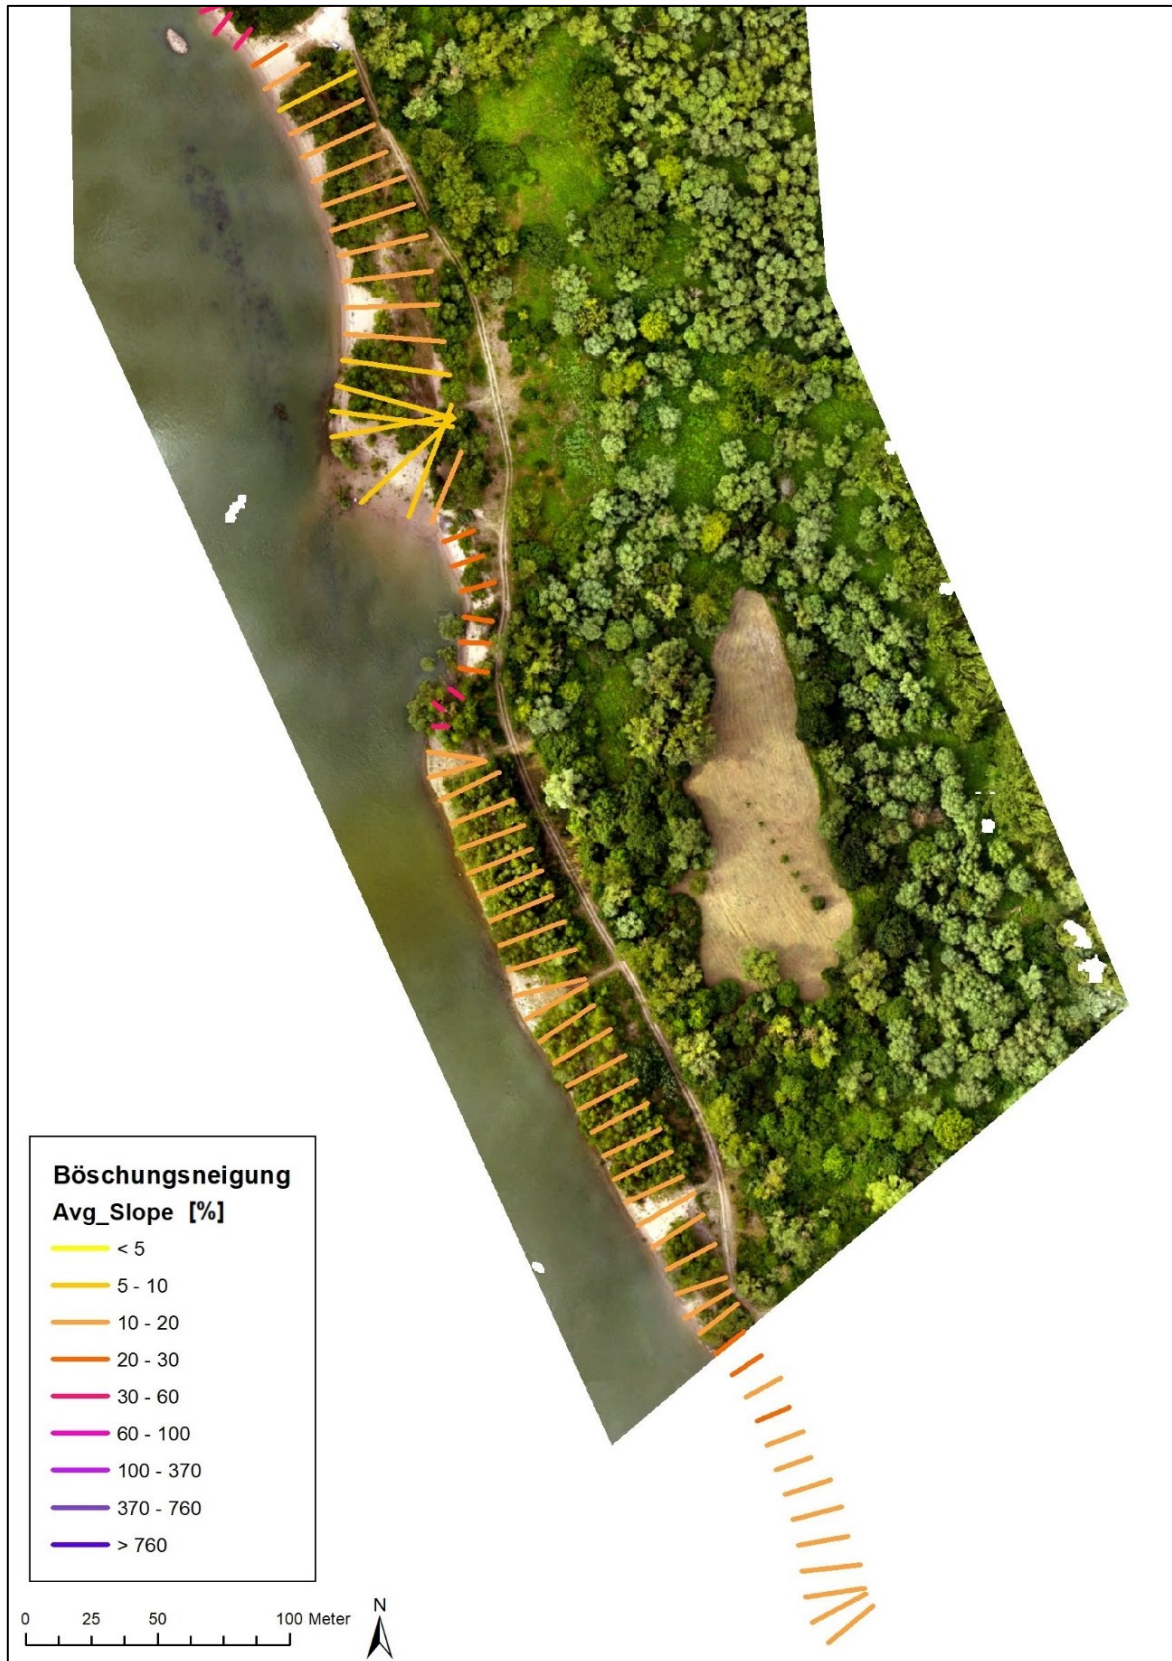 Böschungsneigung
Avg_Slope [%]
< 5
5 - 10
10 - 20
20 - 30
30 - 60
60 - 100
100 - 370
370 - 760
> 760
0 25 50 100 Meter
N